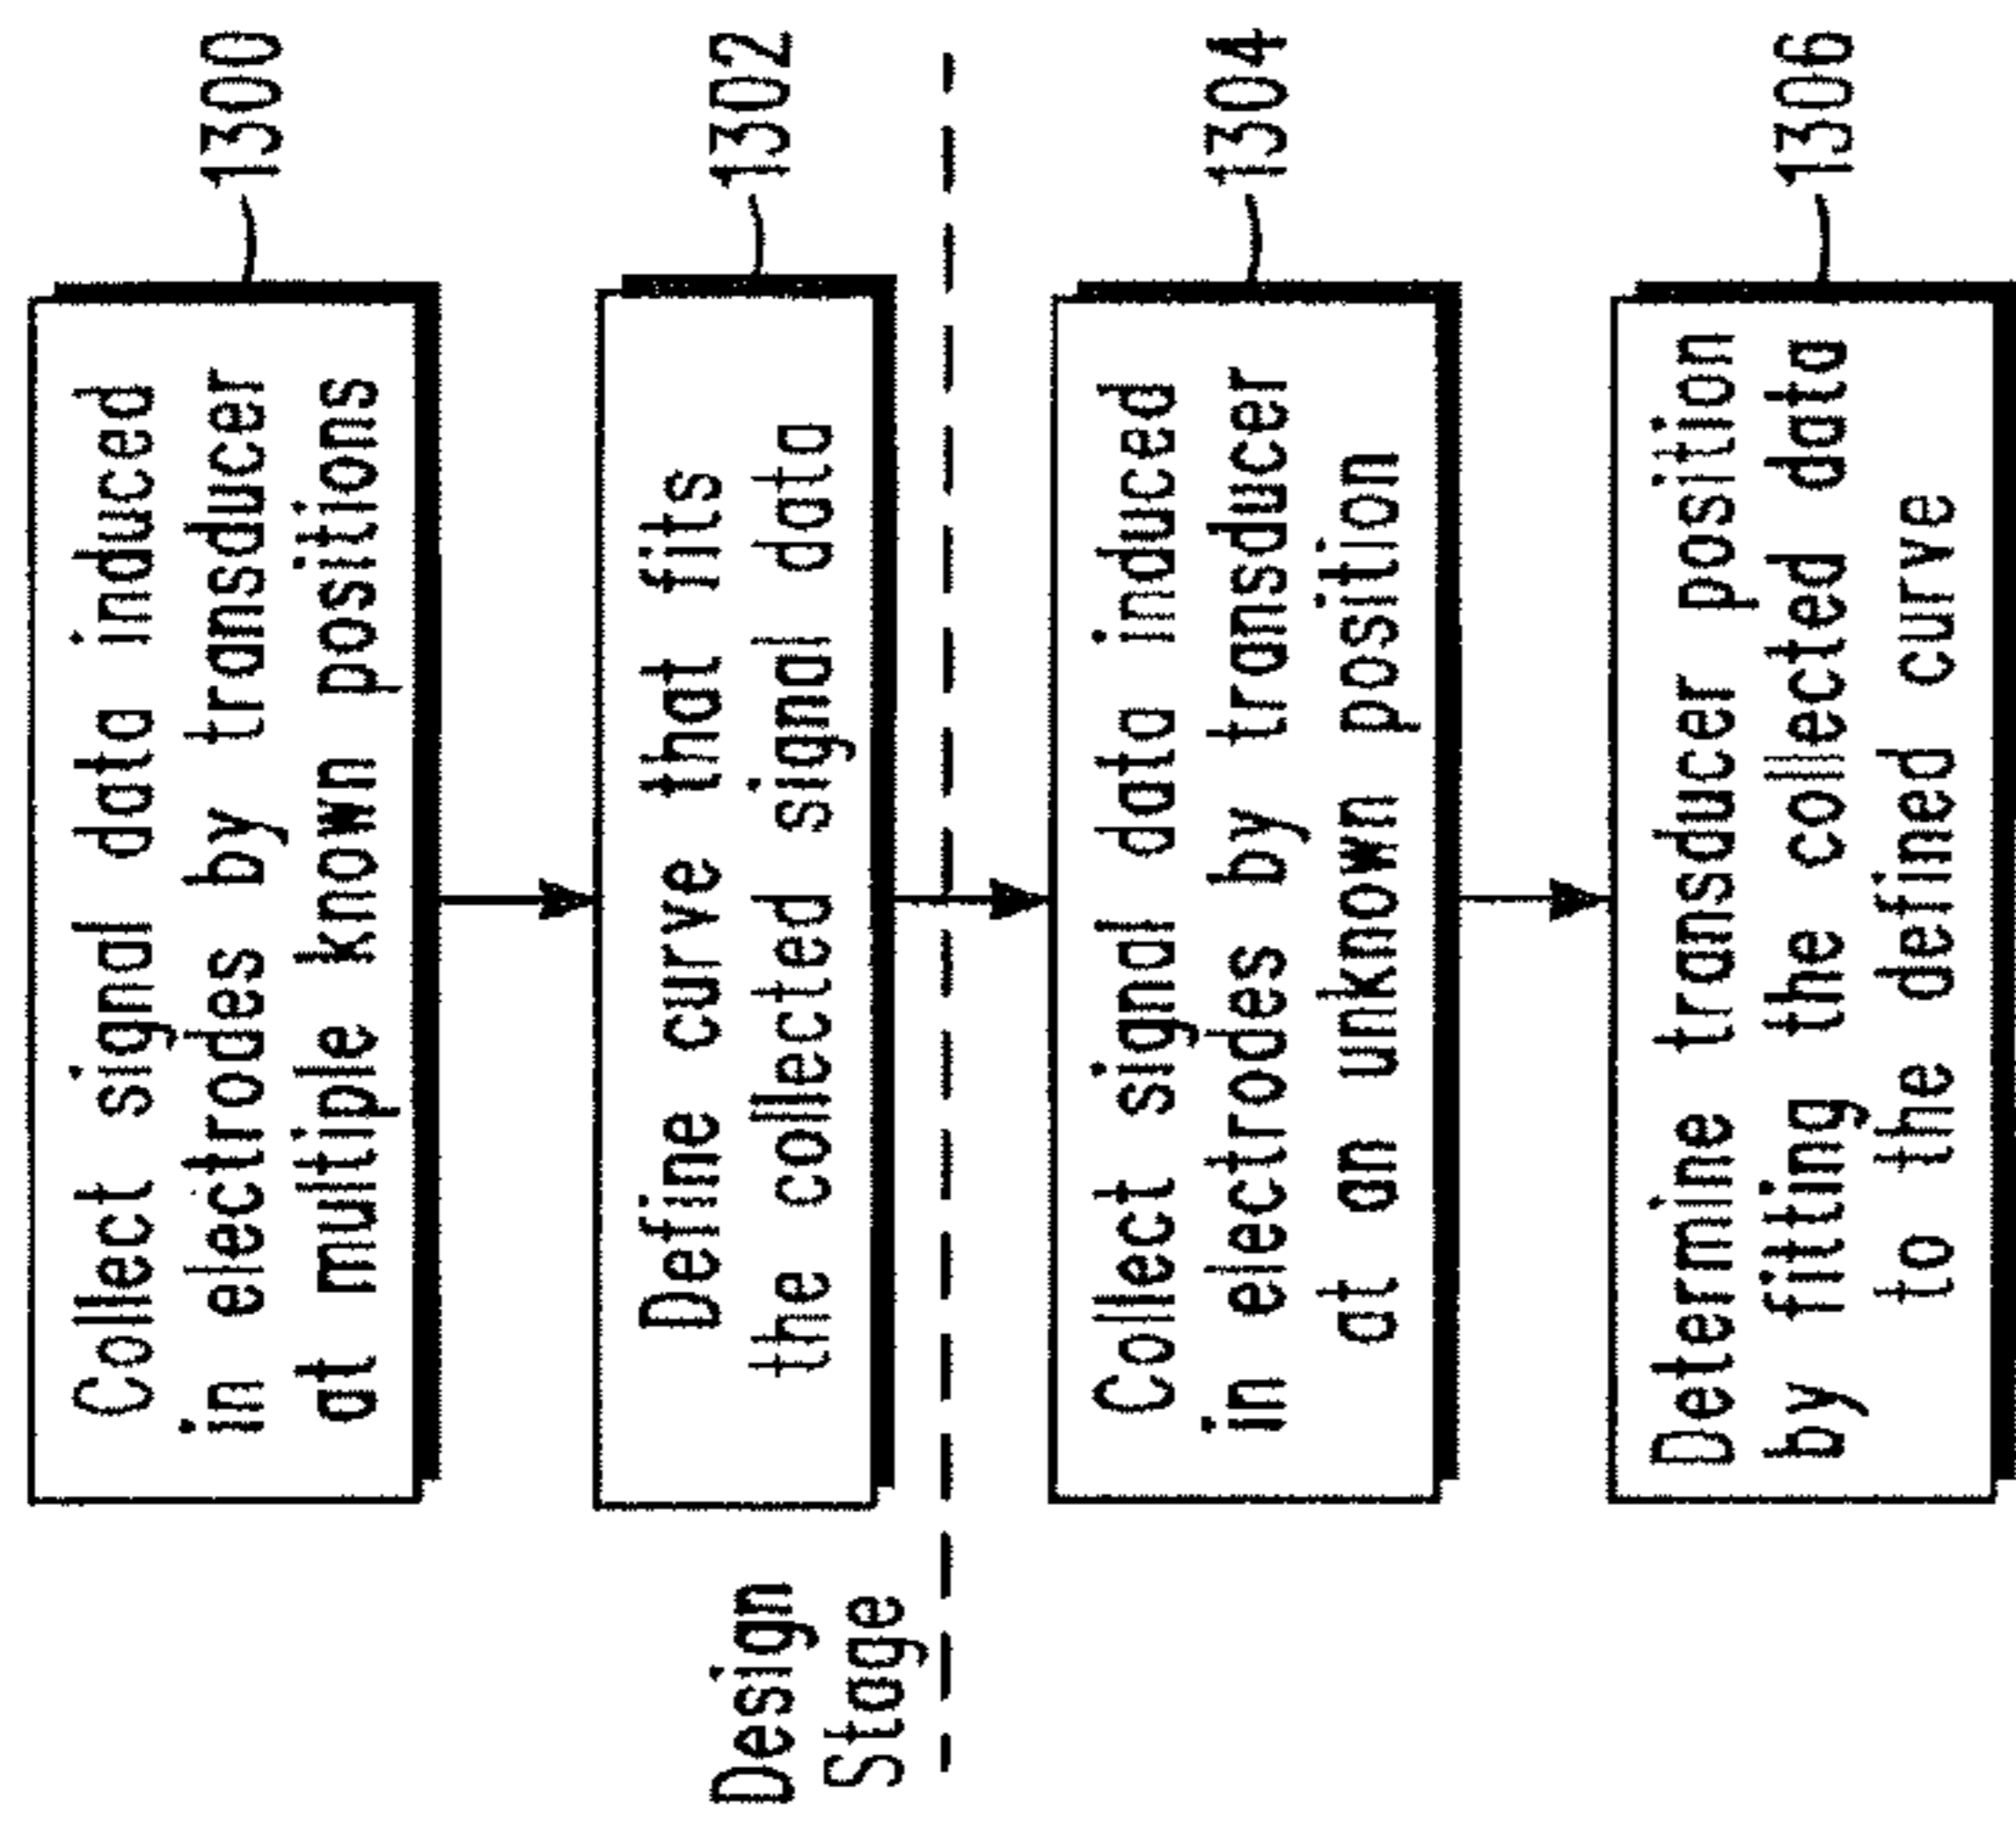 Collect signal data induced
in electrodes by transducer
at multiple known positions
1300
Define curve that fits
the collected signal data
1302
Design
Stage
Collect signal data induced
in electrodes by transducer
at an unknown position
1304
Determine transducer position
by fitting the collected data
to the defined curve
1306